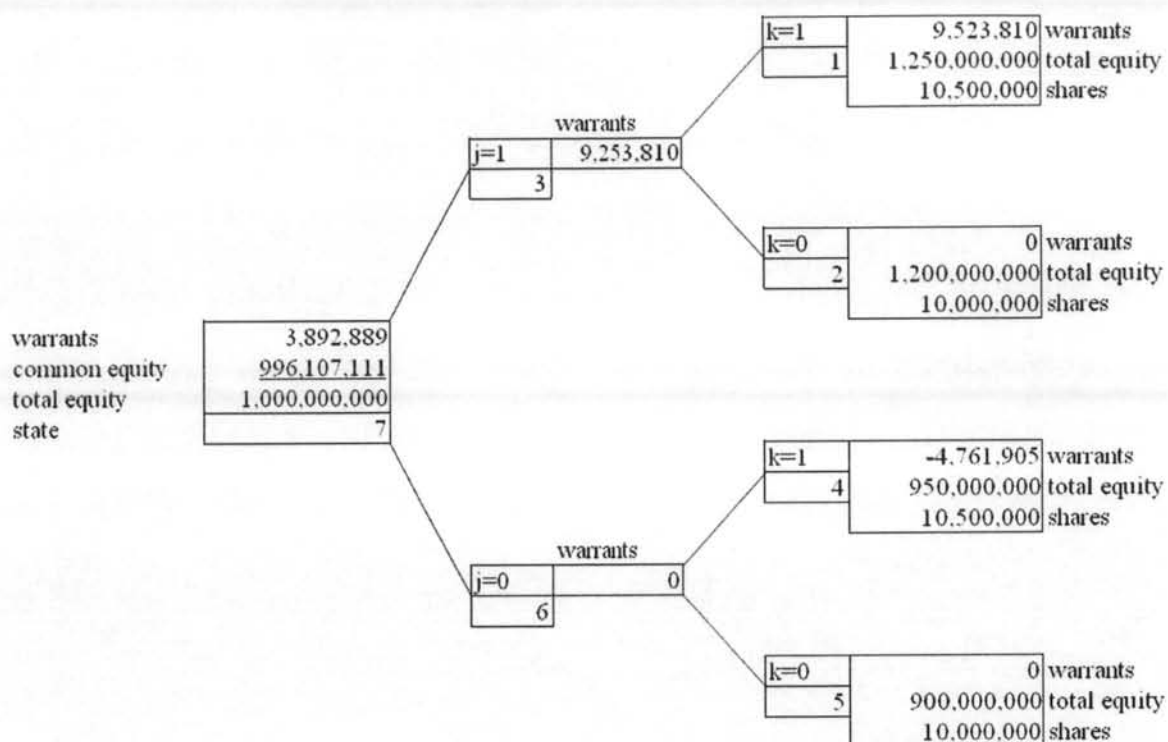 k=1 9,523,810 warrants
1 1,250,000,000 total equity
10,500,000 shares
warrants
j=1 9,253,810
3
k=0 0 warrants
2 1,200,000,000 total equity
10,000,000 shares
warrants 3,892,889
common equity 996,107,111
total equity 1,000,000,000
state 7
k=1 -4,761,905 warrants
4 950,000,000 total equity
10,500,000 shares
warrants
j=0 0
6
k=0 0 warrants
5 900,000,000 total equity
10,000,000 shares